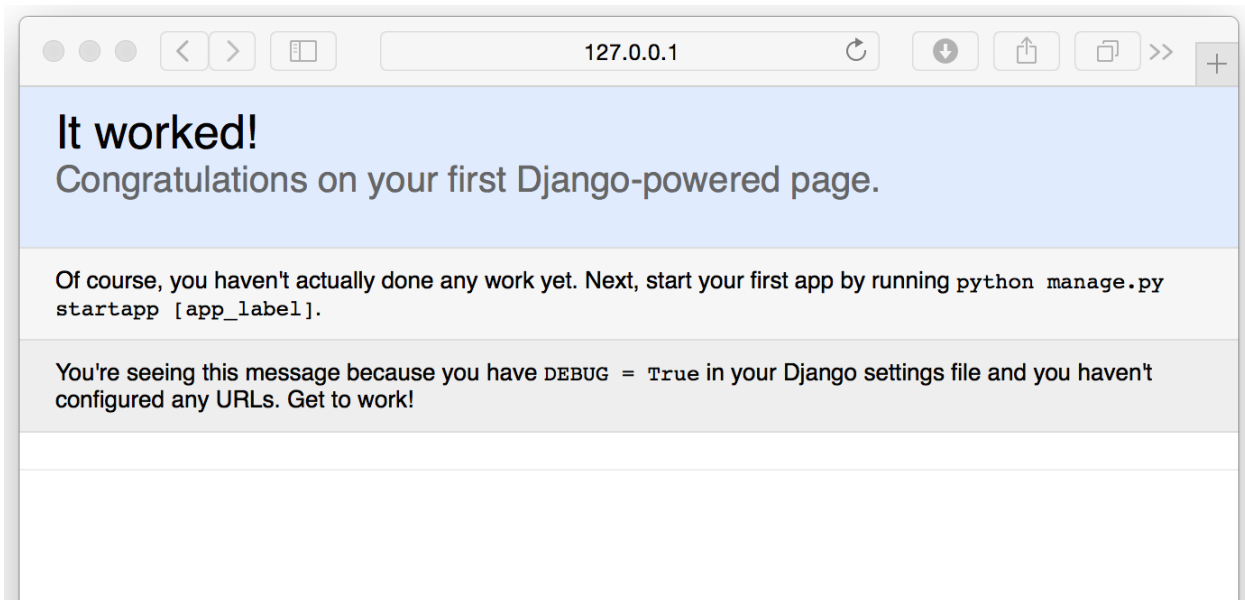 127.0.0.1
It worked!
Congratulations on your first Django-powered page.
Of course, you haven't actually done any work yet. Next, start your first app by running python manage.py
startapp [app_label].
You're seeing this message because you have DEBUG = True in your Django settings file and you haven't
configured any URLs. Get to work!